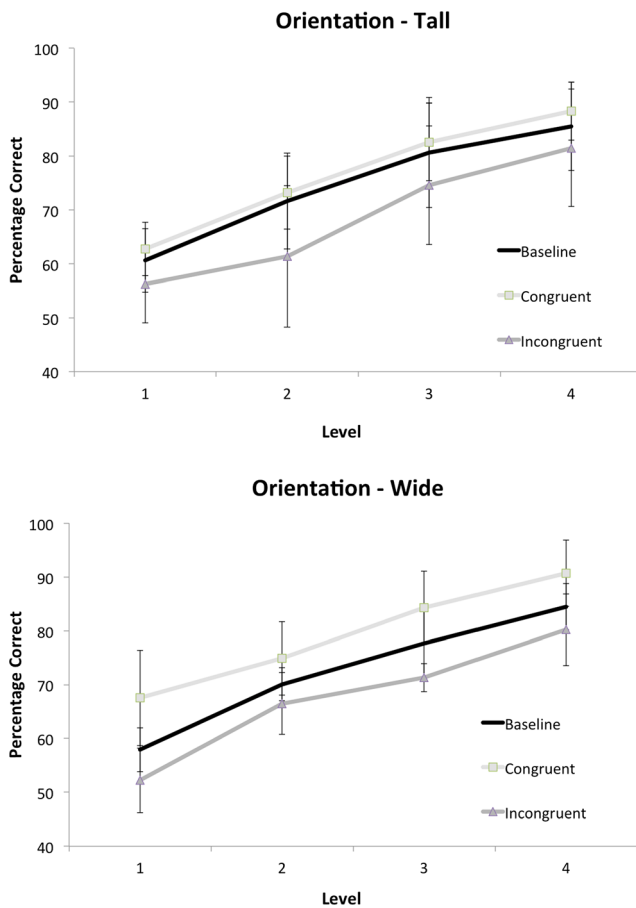 Orientation - Tall
100
90
80
70
60
50
40
Percentage Correct
Baseline
Congruent
Incongruent
1 2 3 4
Level
Orientation - Wide
100
90
80
70
60
50
40
Percentage Correct
Baseline
Congruent
Incongruent
1 2 3 4
Level